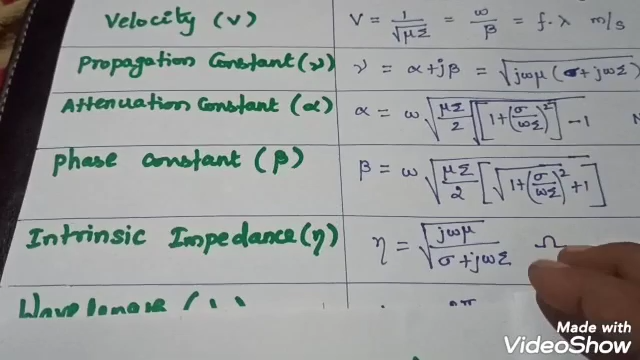 Velocity (v) V = 1/√με = ω/β = f·λ m/s
Propagation Constant (ν) ν = α+jβ = √jωμ(σ+jωε)
Attenuation Constant (α) α = ω √με/2 [√[1+(σ/ωε)²] -1
Phase constant (β) β = ω √με/2 [√1+(σ/ωε)² +1]
Intrinsic Impedance(η) η = √jωμ/σ+jωε Ω
Made with
VideoShow